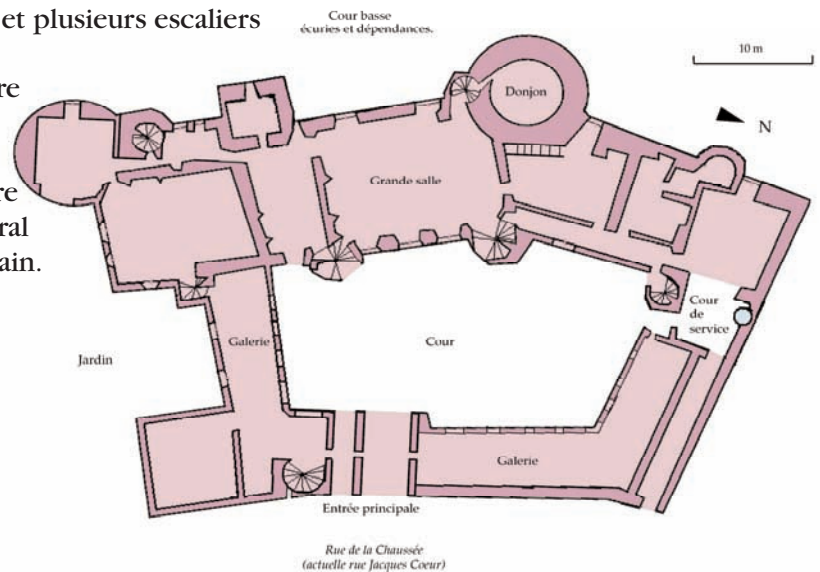 et plusieurs escaliers
re
re
ral
ain.
Cour basse
écuries et dépendances.
10 m
N
Donjon
Grande salle
Cour
de
service
Galerie
Cour
Jardin
Galerie
Entrée principale
Rue de la Chaussée
(actuelle rue Jacques Coeur)